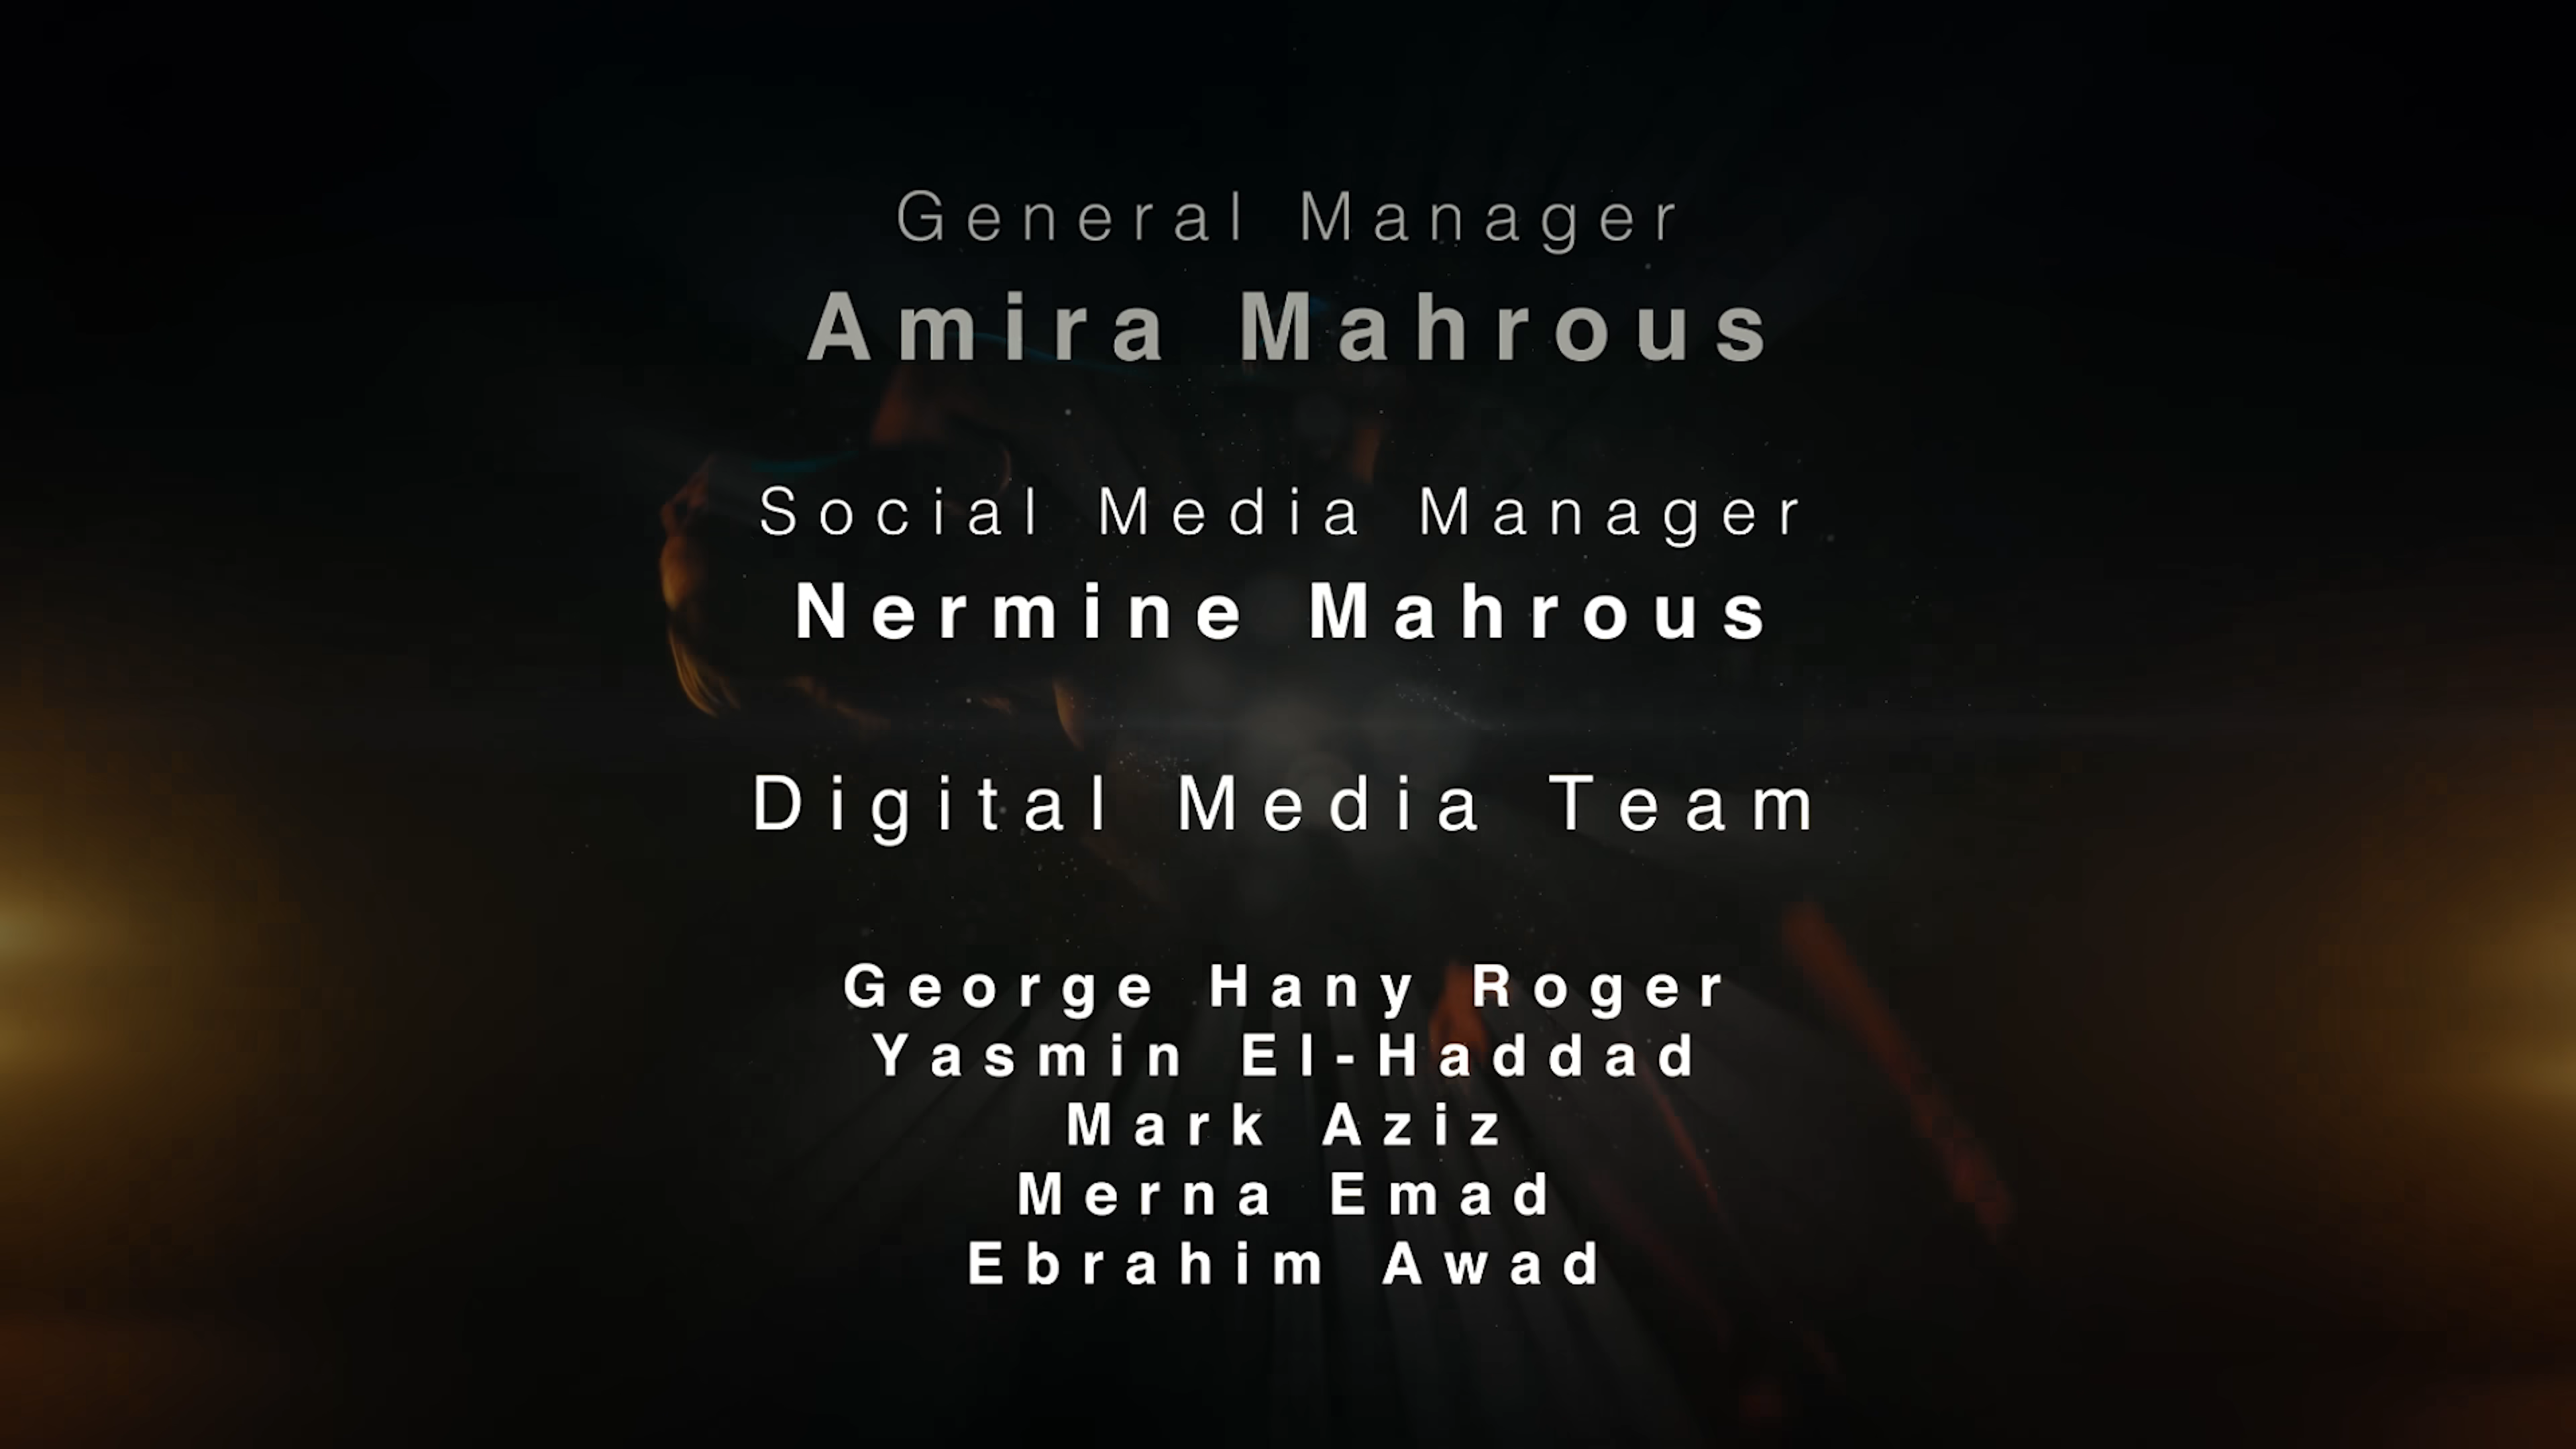 General Manager
Amira Mahrous
Social Media Manager
Nermine Mahrous
Digital Media Team
George Hany Roger
Yasmin El-Haddad
Mark Aziz
Merna Emad
Ebrahim Awad